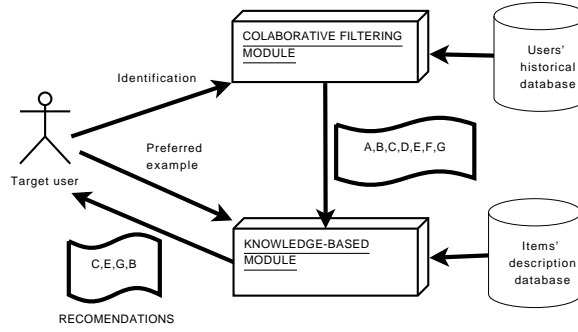 COLABORATIVE FILTERING
MODULE
Users'
historical
database
Identification
Preferred
example
A,B,C,D,E,F,G
Target user
KNOWLEDGE-BASED
MODULE
Items'
description
database
C,E,G,B
RECOMENDATIONS